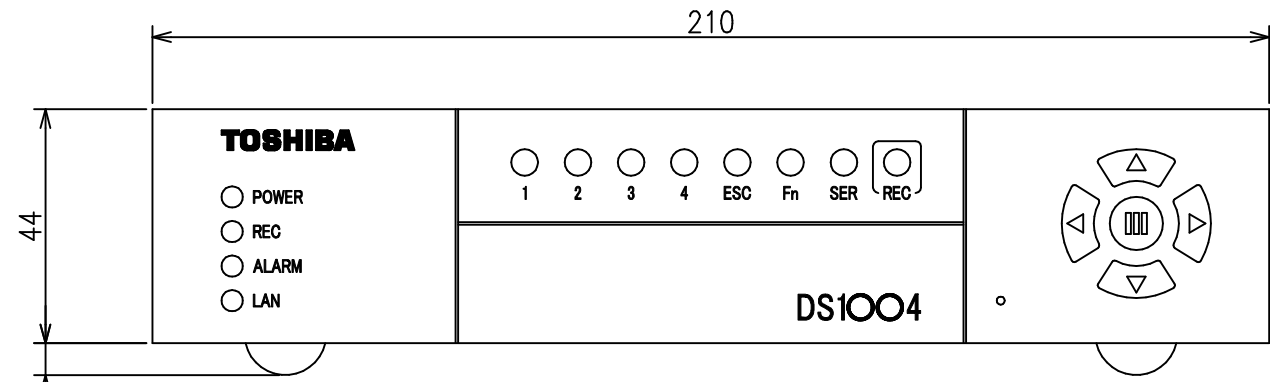 210
44
TOSHIBA
POWER
REC
ALARM
LAN
1 2 3 4 ESC Fn SER REC
DS1004